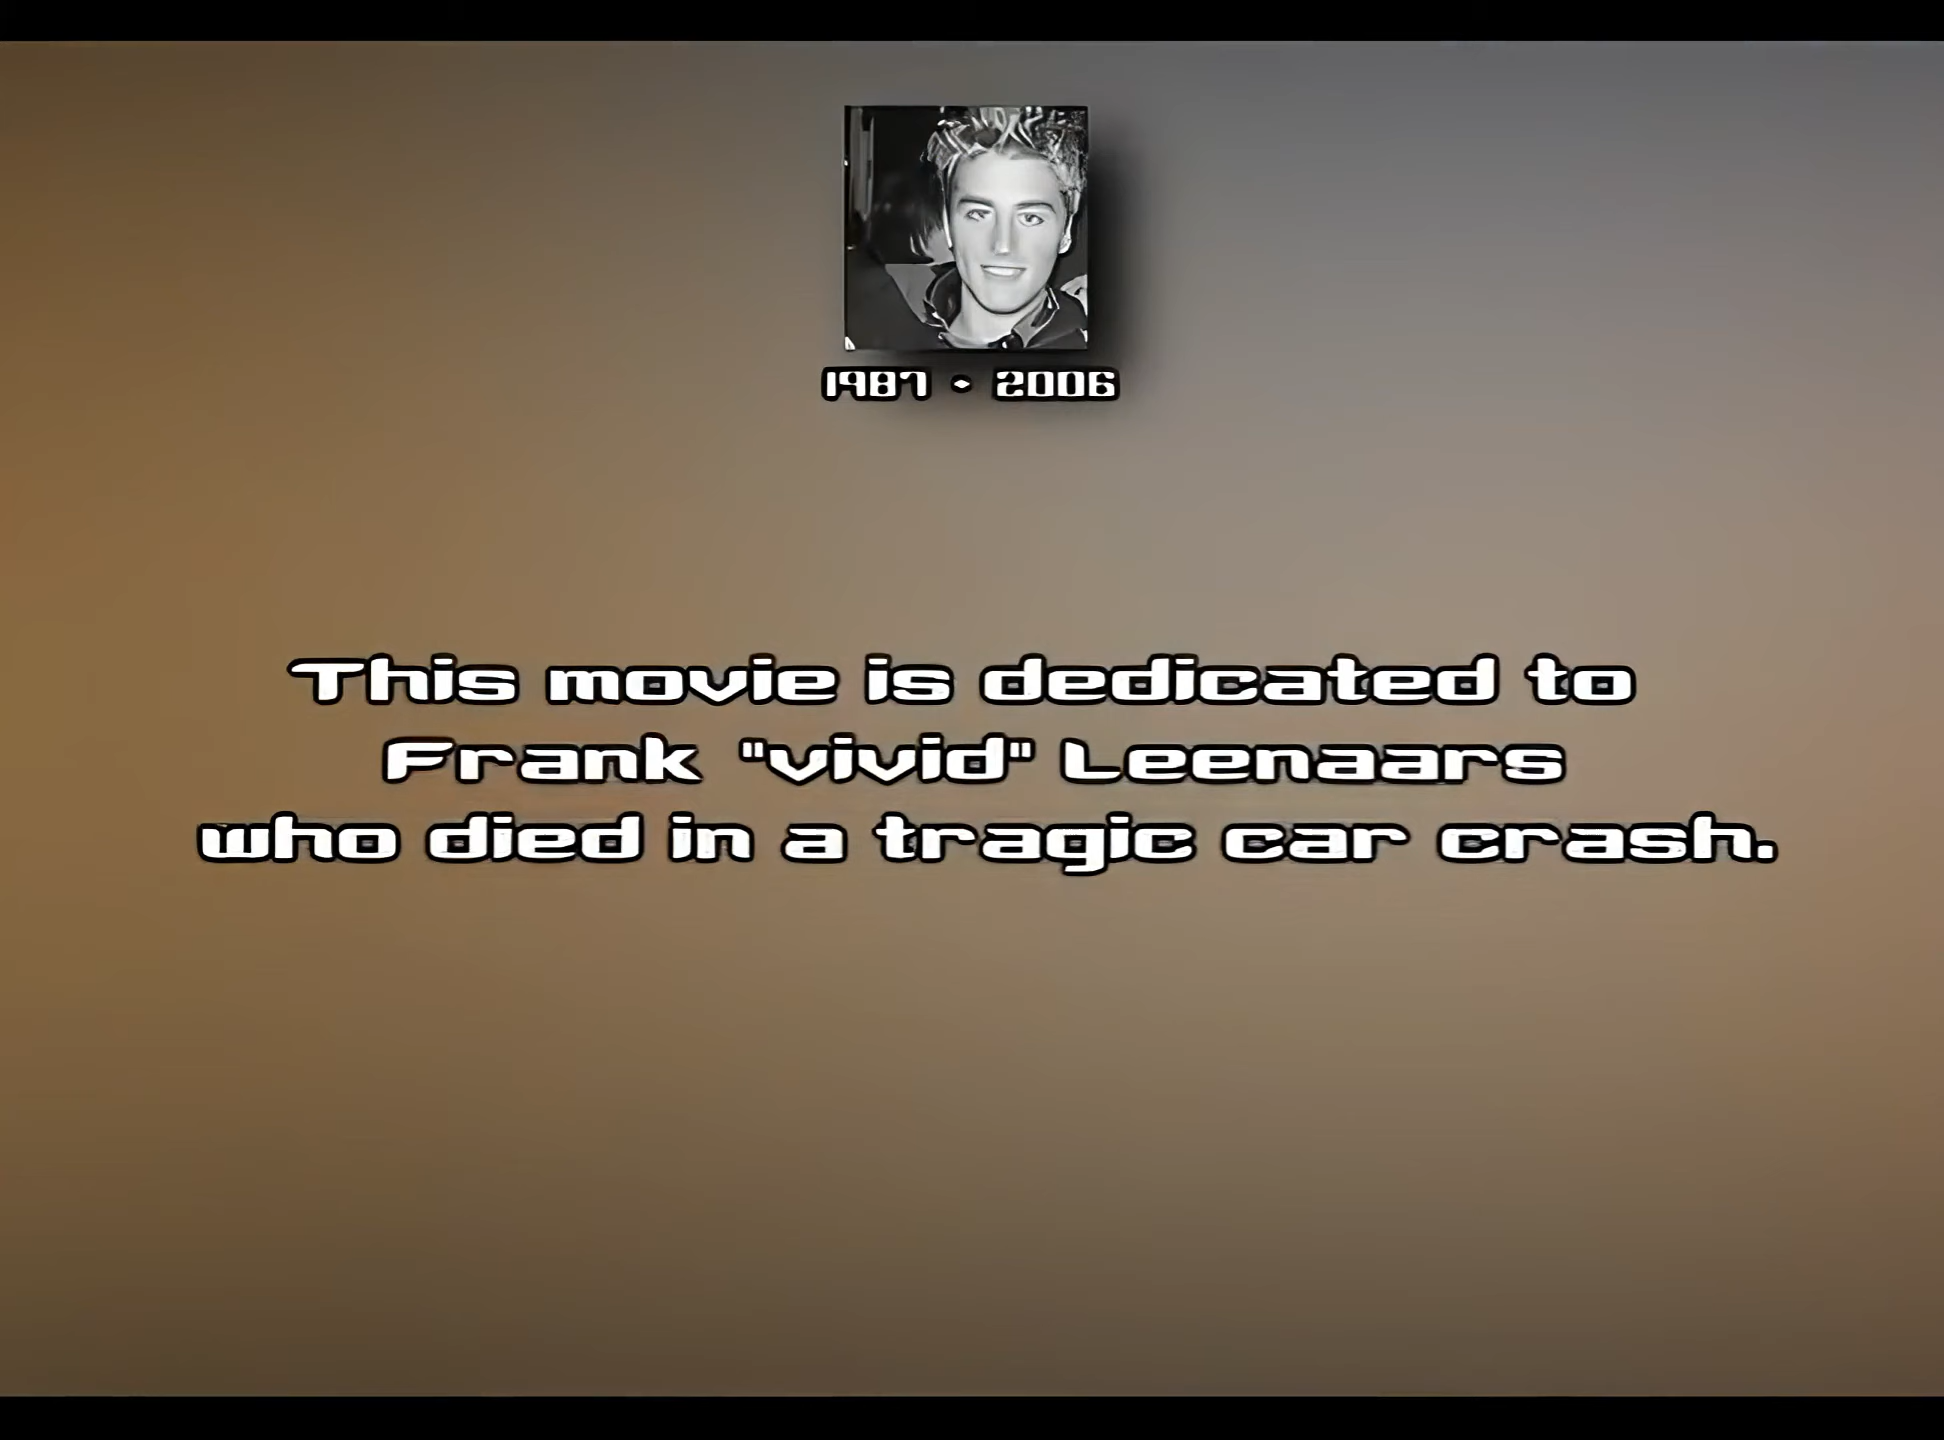 1987 • 2006
This movie is dedicated to
Frank "vivid" Leenaars
who died in a tragic car crash.